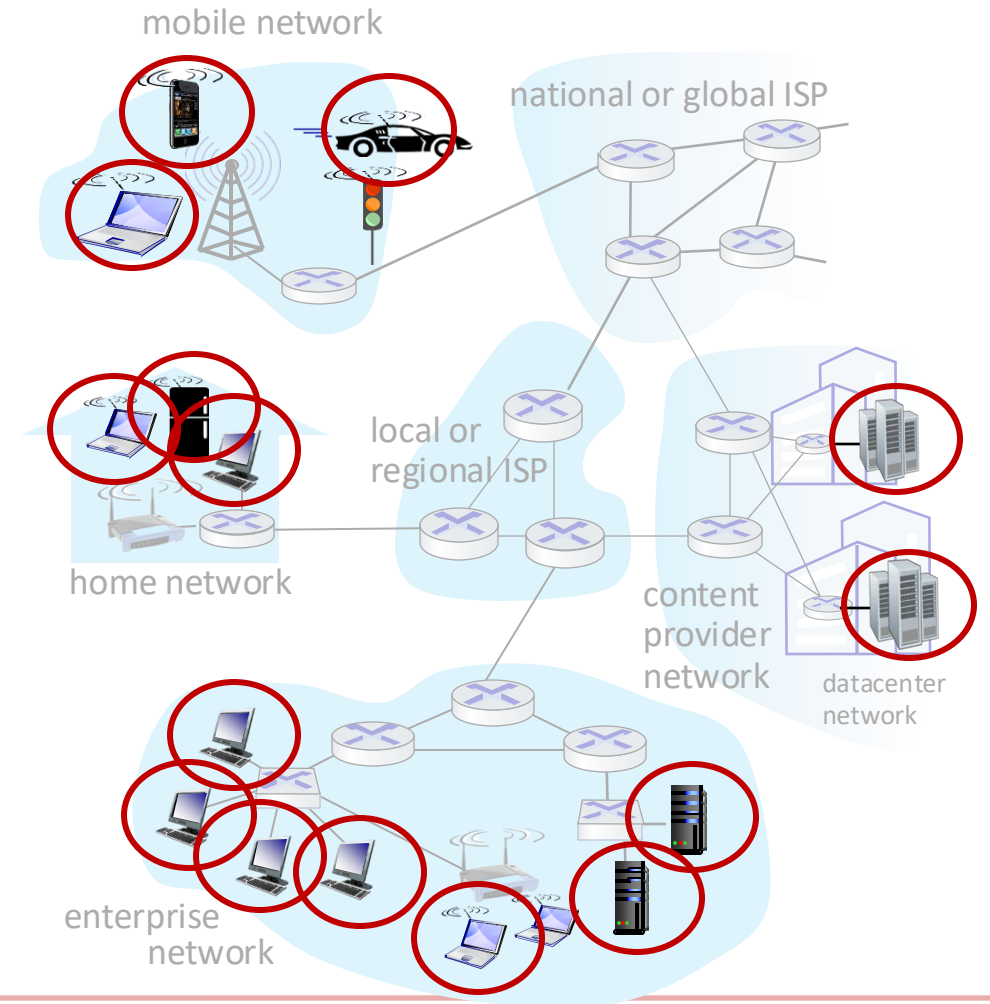 mobile network
national or global ISP
local or
regional ISP
home network
content
provider
network
datacenter
network
enterprise
network